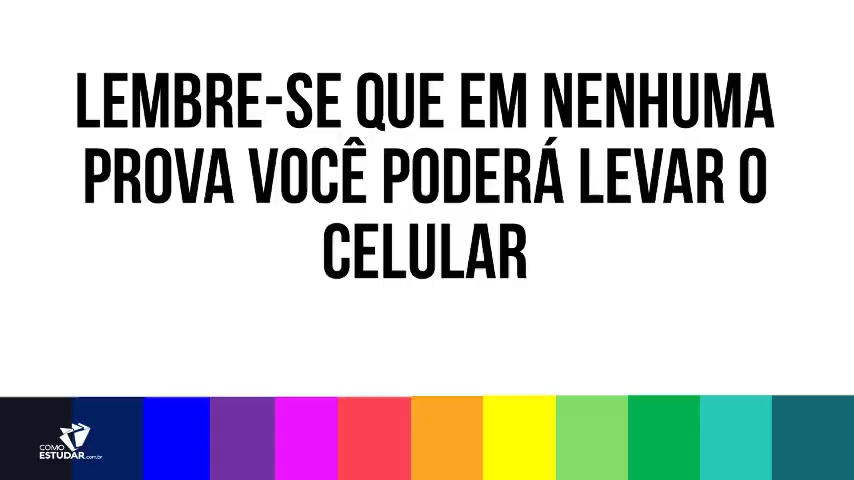 LEMBRE-SE QUE EM NENHUMA
PROVA VOCÊ PODERÁ LEVAR O
CELULAR
COMO
ESTUDAR.com.br